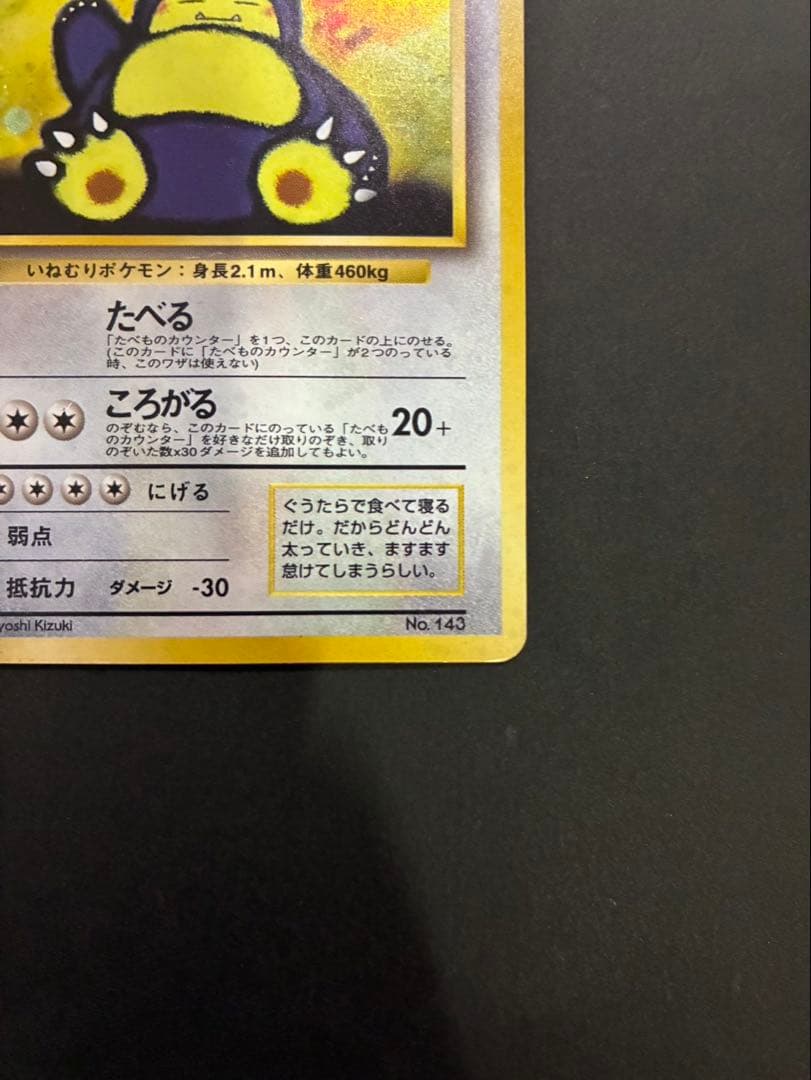 いねむりポケモン：身長2.1m、体重460kg
たべる
「たべものカウンター」を1つ、このカードの上にのせる。
(このカードに「たべものカウンター」が2つのっている
時、このワザは使えない)
ころがる
のぞむなら、このカードにのっている「たべも
のカウンター」を好きなだけ取りのぞき、取り
のぞいた数x30ダメージを追加してもよい。
20+
にげる
弱点
抵抗力 ダメージ -30
ぐうたらで食べて寝る
だけ。だからどんどん
太っていき、ますます
怠けてしまうらしい。
yoshi Kizuki
No. 143